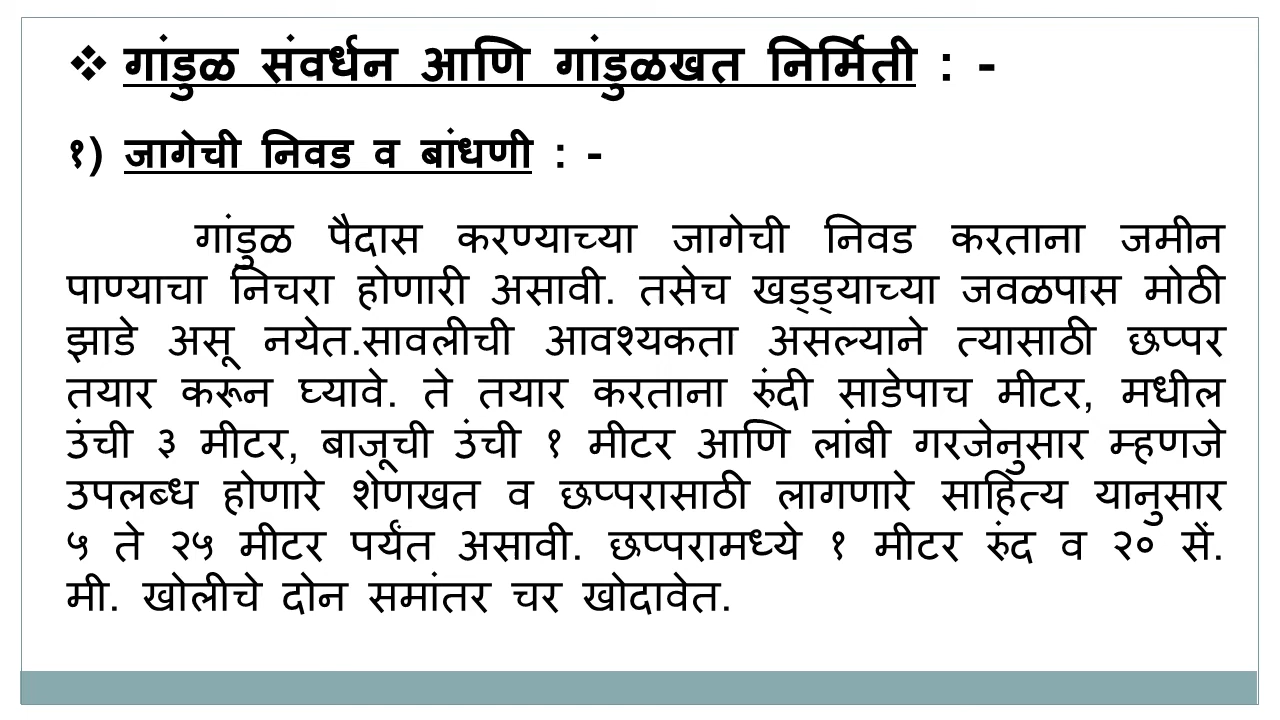 ❖ गांडुळ संवर्धन आणि गांडुळखत निर्मिती : -
१) जागेची निवड व बांधणी : -
गांडुळ पैदास करण्याच्या जागेची निवड करताना जमीन
पाण्याचा निचरा होणारी असावी. तसेच खड्ड्याच्या जवळपास मोठी
झाडे असू नयेत.सावलीची आवश्यकता असल्याने त्यासाठी छप्पर
तयार करून घ्यावे. ते तयार करताना रुंदी साडेपाच मीटर, मधील
उंची ३ मीटर, बाजूची उंची १ मीटर आणि लांबी गरजेनुसार म्हणजे
उपलब्ध होणारे शेणखत व छप्परासाठी लागणारे साहित्य यानुसार
५ ते २५ मीटर पर्यंत असावी. छप्परामध्ये १ मीटर रुंद व २० सें.
मी. खोलीचे दोन समांतर चर खोदावेत.